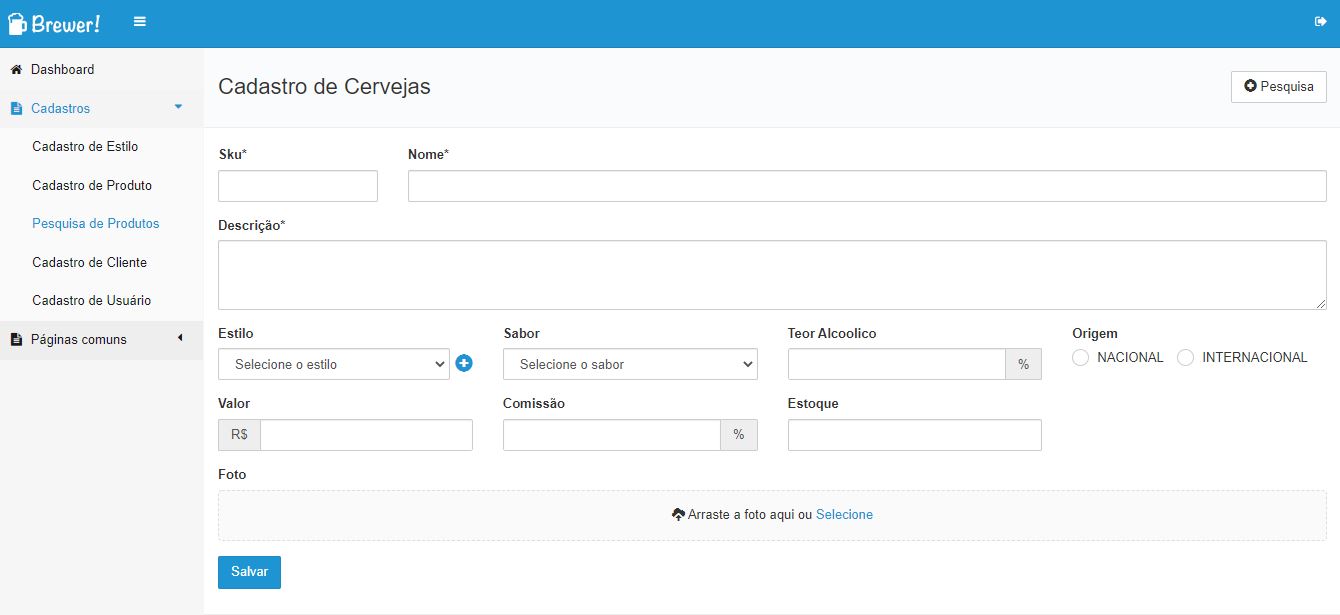 Brewer!
Dashboard
Cadastros
Cadastro de Estilo
Cadastro de Produto
Pesquisa de Produtos
Cadastro de Cliente
Cadastro de Usuário
Páginas comuns
Cadastro de Cervejas
Pesquisa
Sku* Nome*
Descrição*
Estilo Sabor Teor Alcoolico Origem
Selecione o estilo Selecione o sabor % NACIONAL INTERNACIONAL
Valor Comissão Estoque
R$ %
Foto
Arraste a foto aqui ou Selecione
Salvar